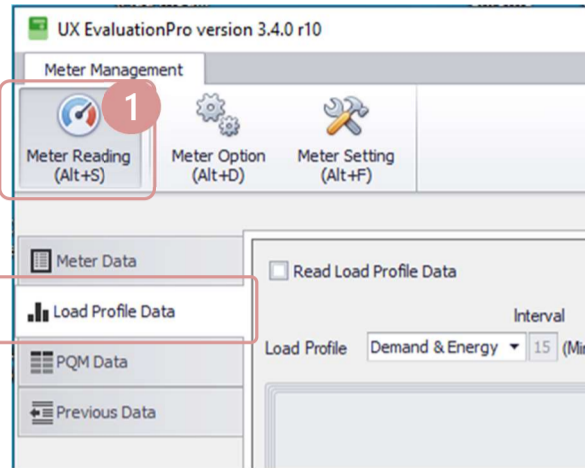 UX EvaluationPro version 3.4.0 r10
Meter Management
1
Meter Reading
(Alt+S)
Meter Option
(Alt+D)
Meter Setting
(Alt+F)
Meter Data
Load Profile Data
PQM Data
Previous Data
Read Load Profile Data
Interval
Load Profile Demand & Energy 15